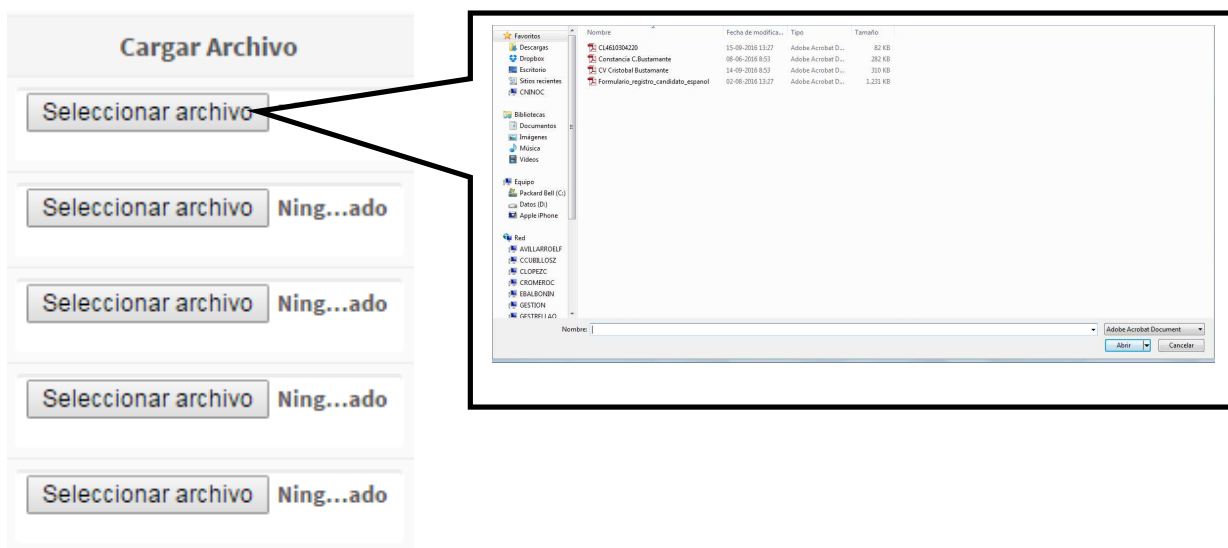 Cargar Archivo
Seleccionar archivo
Seleccionar archivo Ning...ado
Seleccionar archivo Ning...ado
Seleccionar archivo Ning...ado
Seleccionar archivo Ning...ado
Favoritos
Descargas
Dropbox
Escritorio
Sitios recientes
CNINOC
Bibliotecas
Documentos
Imágenes
Música
Vídeos
Equipo
Packard Bell (C:)
Datos (D:)
Apple iPhone
Red
AVILLARROELF
CCUBILLOSZ
CLOPEZC
CROMEROC
EBALBONIN
GESTION
GESTRELLAO
Nombre Fecha de modifica... Tipo Tamaño
CL4610304220 15-09-2016 13:27 Adobe Acrobat D... 82 KB
Constancia C.Bustamante 08-06-2016 8:53 Adobe Acrobat D... 282 KB
CV Cristobal Bustamante 14-09-2016 8:53 Adobe Acrobat D... 310 KB
Formulario_registro_candidato_espanol 02-08-2016 13:27 Adobe Acrobat D... 1.231 KB
Nombre: Adobe Acrobat Document
Abrir Cancelar